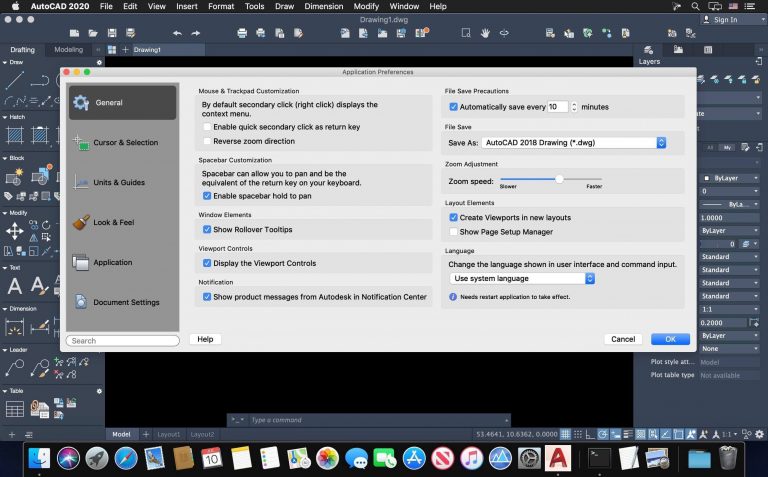 AutoCAD 2020 File Edit View Insert Format Tools Draw Dimension Modify Window Help
Drawing1.dwg
Sign In
Drafting Modeling
Drawing1
Draw
Hatch
Block
Modify
Text
Dimension
Leader
Table
Layers
Application Preferences
General
Cursor & Selection
Units & Guides
Look & Feel
Application
Document Settings
Search
Mouse & Trackpad Customization
By default secondary click (right click) displays the
context menu.
Enable quick secondary click as return key
Reverse zoom direction
Spacebar Customization
Spacebar can allow you to pan and be the
equivalent of the return key on your keyboard.
Enable spacebar hold to pan
Window Elements
Show Rollover Tooltips
Viewport Controls
Display the Viewport Controls
Notification
Show product messages from Autodesk in Notification Center
File Save Precautions
Automatically save every 10 minutes
File Save
Save As: AutoCAD 2018 Drawing (*.dwg)
Zoom Adjustment
Zoom speed:
Slower Faster
Layout Elements
Create Viewports in new layouts
Show Page Setup Manager
Language
Change the language shown in user interface and command input.
Use system language
Needs restart application to take effect.
Help
Cancel OK
All My
ByLayer
0
ByLa...
1.0000
ByLayer
0
Standard
Standard
Standard
Standard
1:1
0.2000
ByLayer
None
Plot style att... Model
Plot table type Not available
>_ Type a command
Model Layout1 Layout2
53.4641, 10.6362, 0.0000
1:1
10